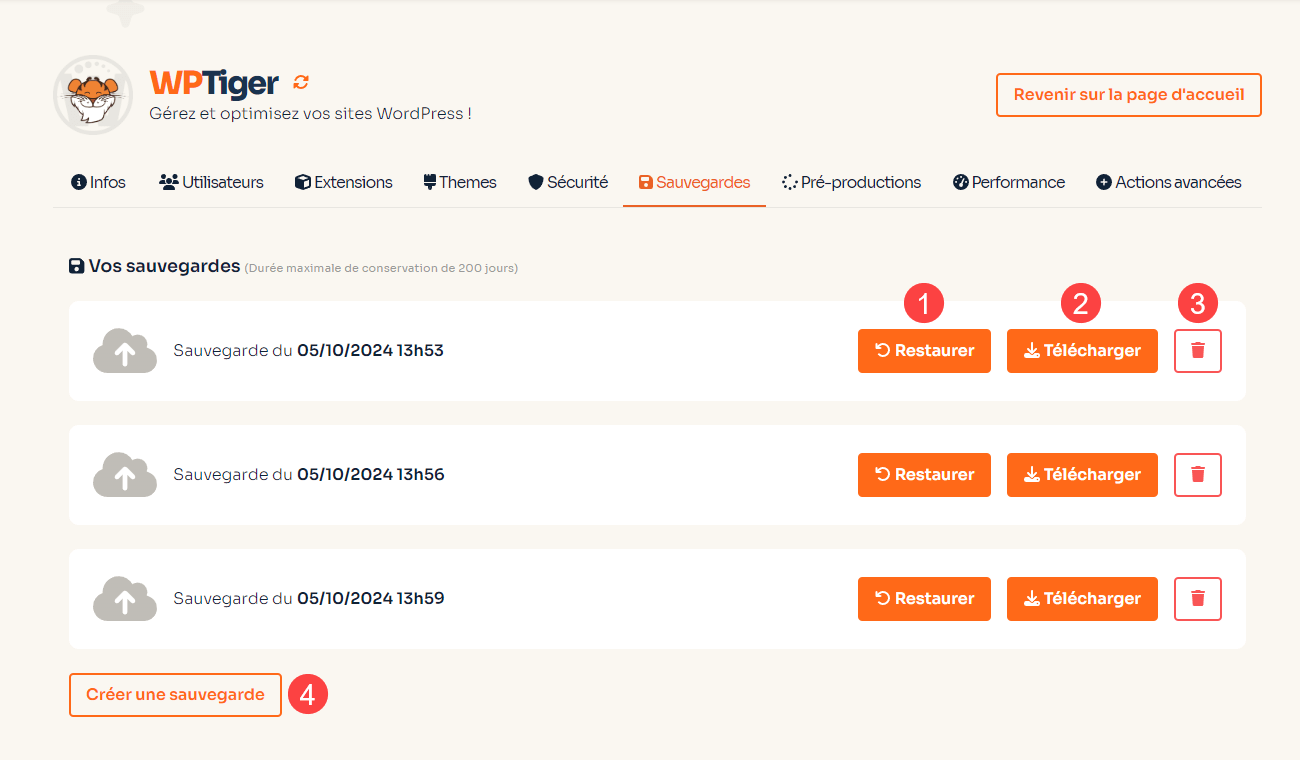 WPTiger
Gérez et optimisez vos sites WordPress !
Revenir sur la page d'accueil
Infos Utilisateurs Extensions Themes Sécurité Sauvegardes Pré-productions Performance Actions avancées
Vos sauvegardes (Durée maximale de conservation de 200 jours)
1 2 3
Sauvegarde du 05/10/2024 13h53 Restaurer Télécharger
Sauvegarde du 05/10/2024 13h56 Restaurer Télécharger
Sauvegarde du 05/10/2024 13h59 Restaurer Télécharger
Créer une sauvegarde 4